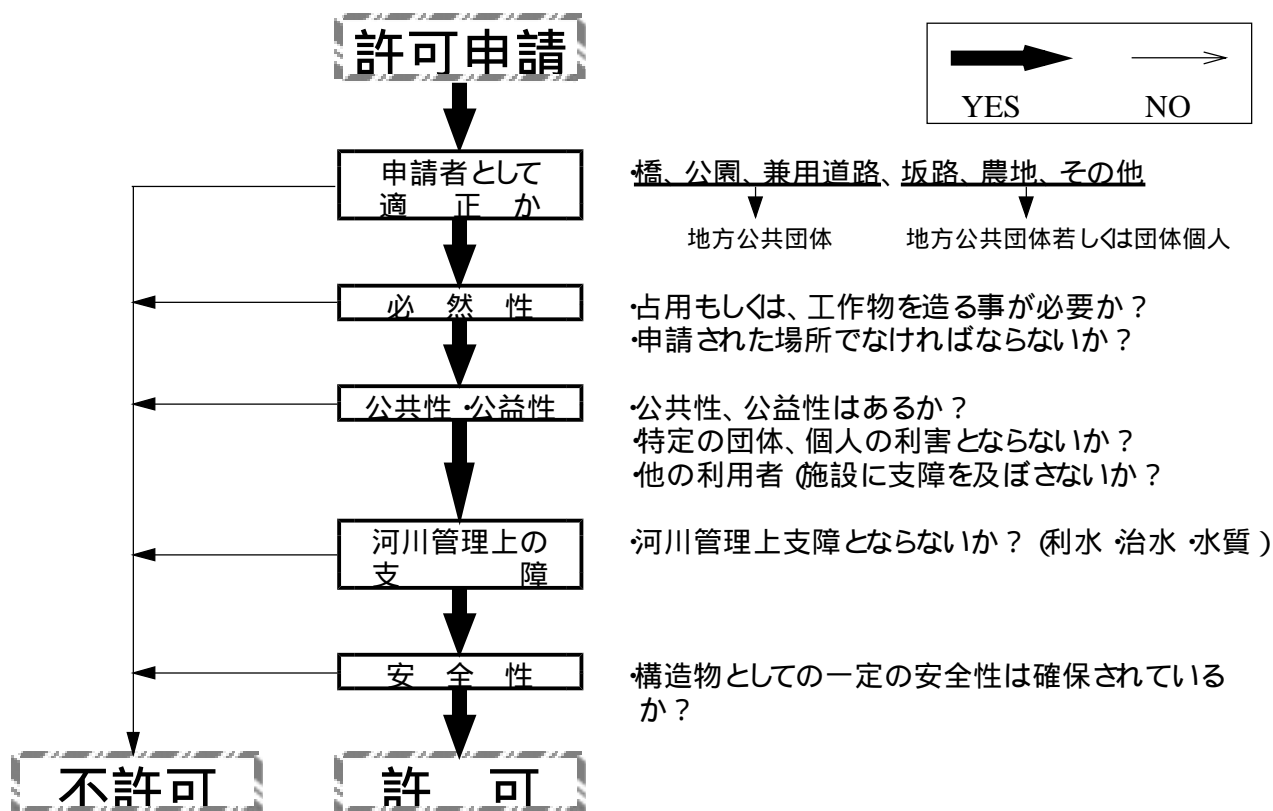 許可申請
YES NO
申請者として
適 正 か
・橋、公園、兼用道路、坂路、農地、その他
地方公共団体 地方公共団体若しくは団体個人
必 然 性
・占用もしくは、工作物を造る事が必要か？
・申請された場所でなければならないか？
公共性・公益性
・公共性、公益性はあるか？
・特定の団体、個人の利害とならないか？
・他の利用者（施設に支障を及ぼさないか？
河川管理上の
支 障
・河川管理上支障とならないか？（利水・治水・水質）
安 全 性
・構造物としての一定の安全性は確保されている
か？
不許可 許 可